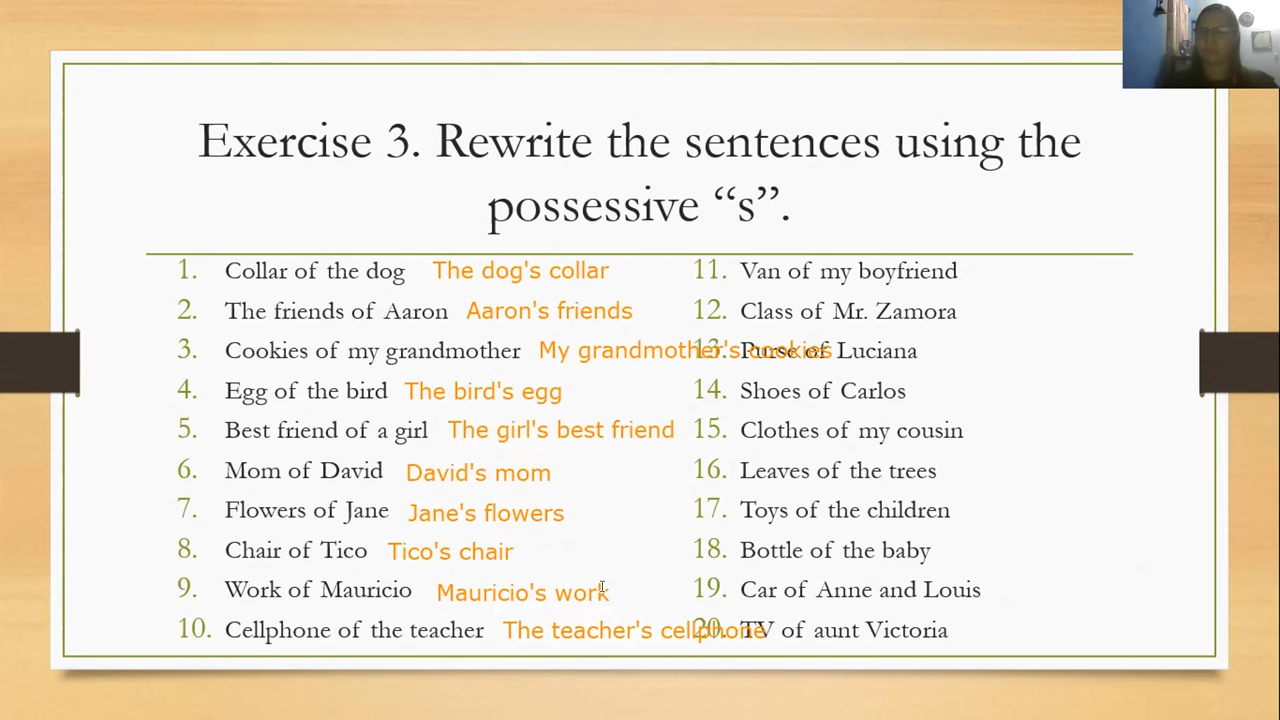 Exercise 3. Rewrite the sentences using the
possessive “s”.
1. Collar of the dog The dog's collar
2. The friends of Aaron Aaron's friends
3. Cookies of my grandmother My grandmother's cookies
4. Egg of the bird The bird's egg
5. Best friend of a girl The girl's best friend
6. Mom of David David's mom
7. Flowers of Jane Jane's flowers
8. Chair of Tico Tico's chair
9. Work of Mauricio Mauricio's work
10. Cellphone of the teacher The teacher's cellphone
11. Van of my boyfriend
12. Class of Mr. Zamora
13. Purse of Luciana
14. Shoes of Carlos
15. Clothes of my cousin
16. Leaves of the trees
17. Toys of the children
18. Bottle of the baby
19. Car of Anne and Louis
20. TV of aunt Victoria